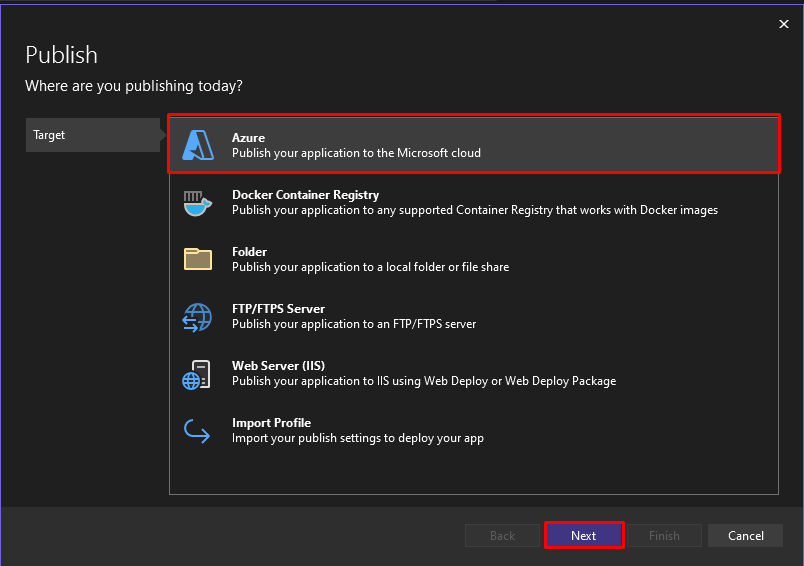 Publish
Where are you publishing today?
Target
Azure
Publish your application to the Microsoft cloud
Docker Container Registry
Publish your application to any supported Container Registry that works with Docker images
Folder
Publish your application to a local folder or file share
FTP/FTPS Server
Publish your application to an FTP/FTPS server
Web Server (IIS)
Publish your application to IIS using Web Deploy or Web Deploy Package
Import Profile
Import your publish settings to deploy your app
Back
Next
Finish
Cancel